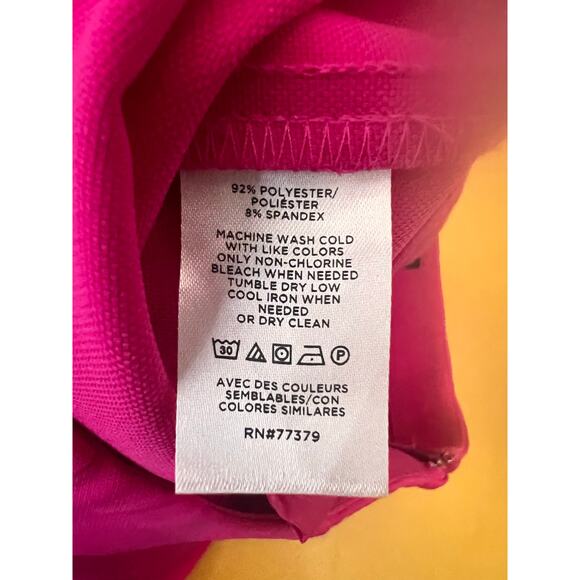 92% POLYESTER/
POLIÉSTER
8% SPANDEX
MACHINE WASH COLD
WITH LIKE COLORS
ONLY NON-CHLORINE
BLEACH WHEN NEEDED
TUMBLE DRY LOW
COOL IRON WHEN
NEEDED
OR DRY CLEAN
30 P
AVEC DES COULEURS
SEMBLABLES/CON
COLORES SIMILARES
RN#77379